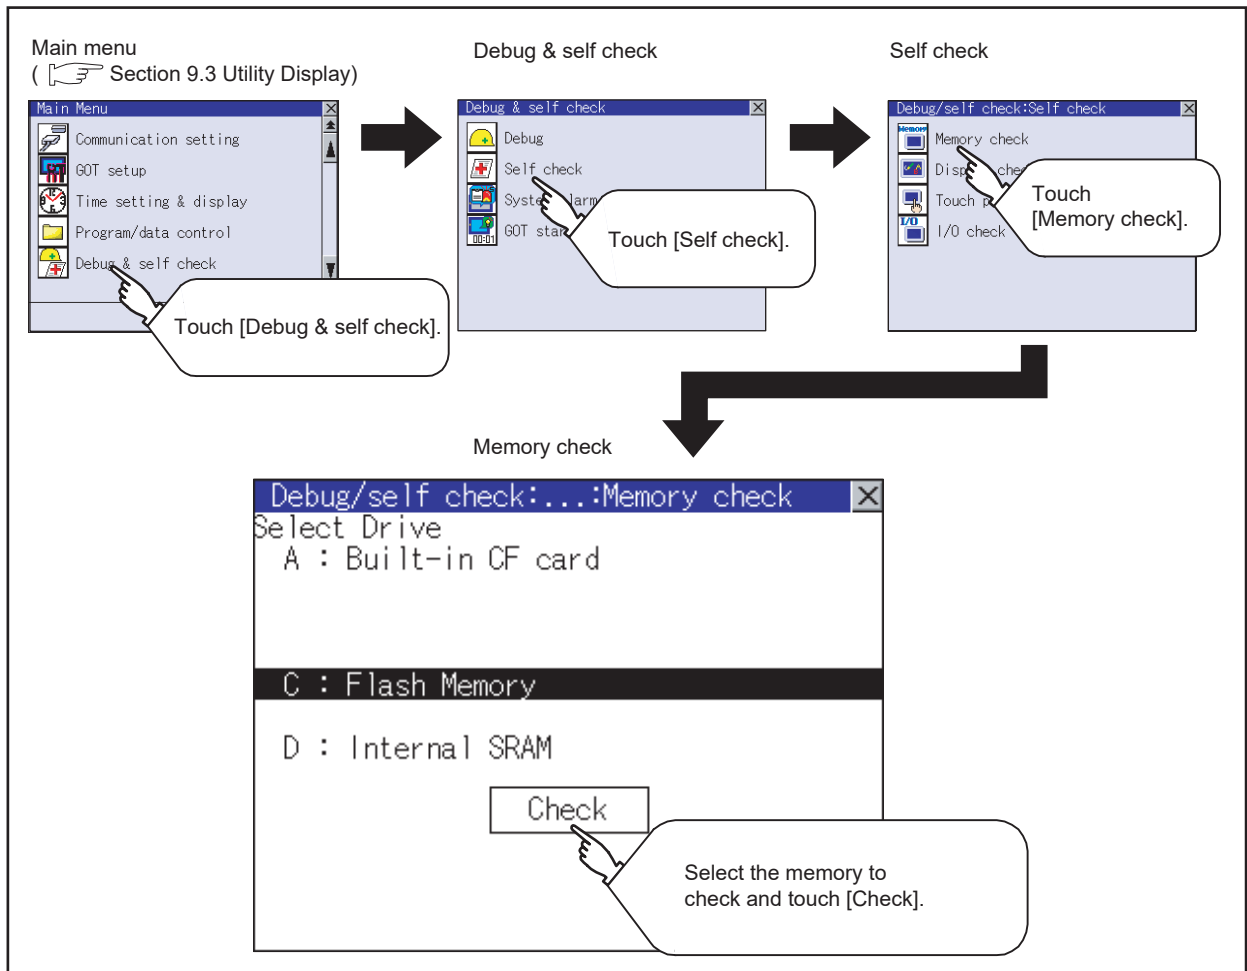 Main menu
( Section 9.3 Utility Display)
Main Menu
Communication setting
GOT setup
Time setting & display
Program/data control
Debug & self check
Touch [Debug & self check].
Debug & self check
Debug & self check
Debug
Self check
GOT
00:01
Touch [Self check].
Self check
Debug/self check:Self check
Memory
Memory check
Touch
I/O
I/O check
Touch
[Memory check].
Memory check
Debug/self check:...:Memory check
Select Drive
A : Built-in CF card
C : Flash Memory
D : Internal SRAM
Check
Select the memory to
check and touch [Check].